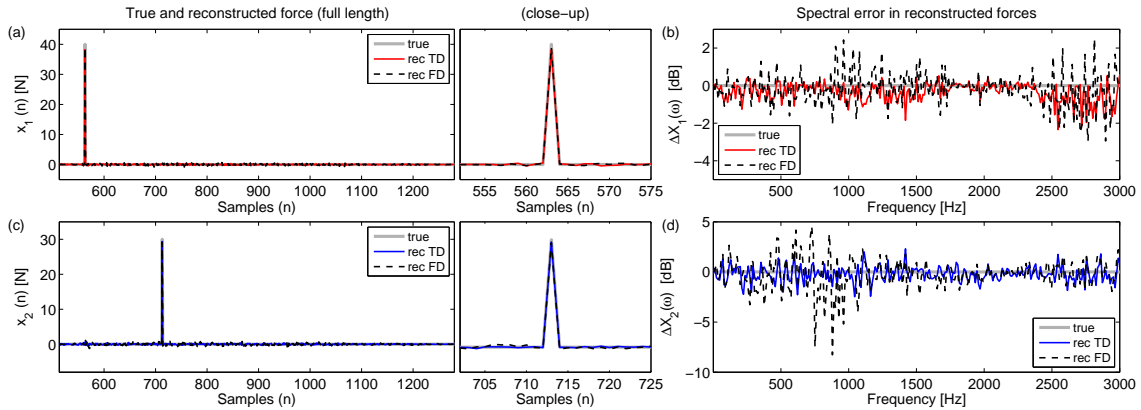 True and reconstructed force (full length)
(close−up)
Spectral error in reconstructed forces
(a)
x1 (n) [N]
40
30
20
10
0
true
rec TD
rec FD
600 700 800 900 1000 1100 1200
Samples (n)
555 560 565 570 575
Samples (n)
(b)
ΔX1(ω) [dB]
2
0
−2
−4
true
rec TD
rec FD
500 1000 1500 2000 2500 3000
Frequency [Hz]
(c)
x2(n) [N]
30
20
10
0
true
rec TD
rec FD
600 700 800 900 1000 1100 1200
Samples (n)
705 710 715 720 725
Samples (n)
(d)
ΔX2(ω) [dB]
5
0
−5
−10
true
rec TD
rec FD
500 1000 1500 2000 2500 3000
Frequency [Hz]